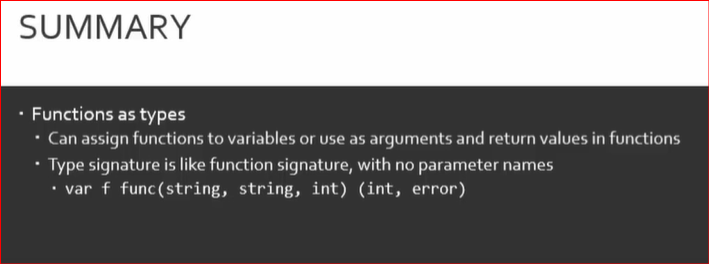 SUMMARY
• Functions as types
• Can assign functions to variables or use as arguments and return values in functions
• Type signature is like function signature, with no parameter names
• var f func(string, string, int) (int, error)